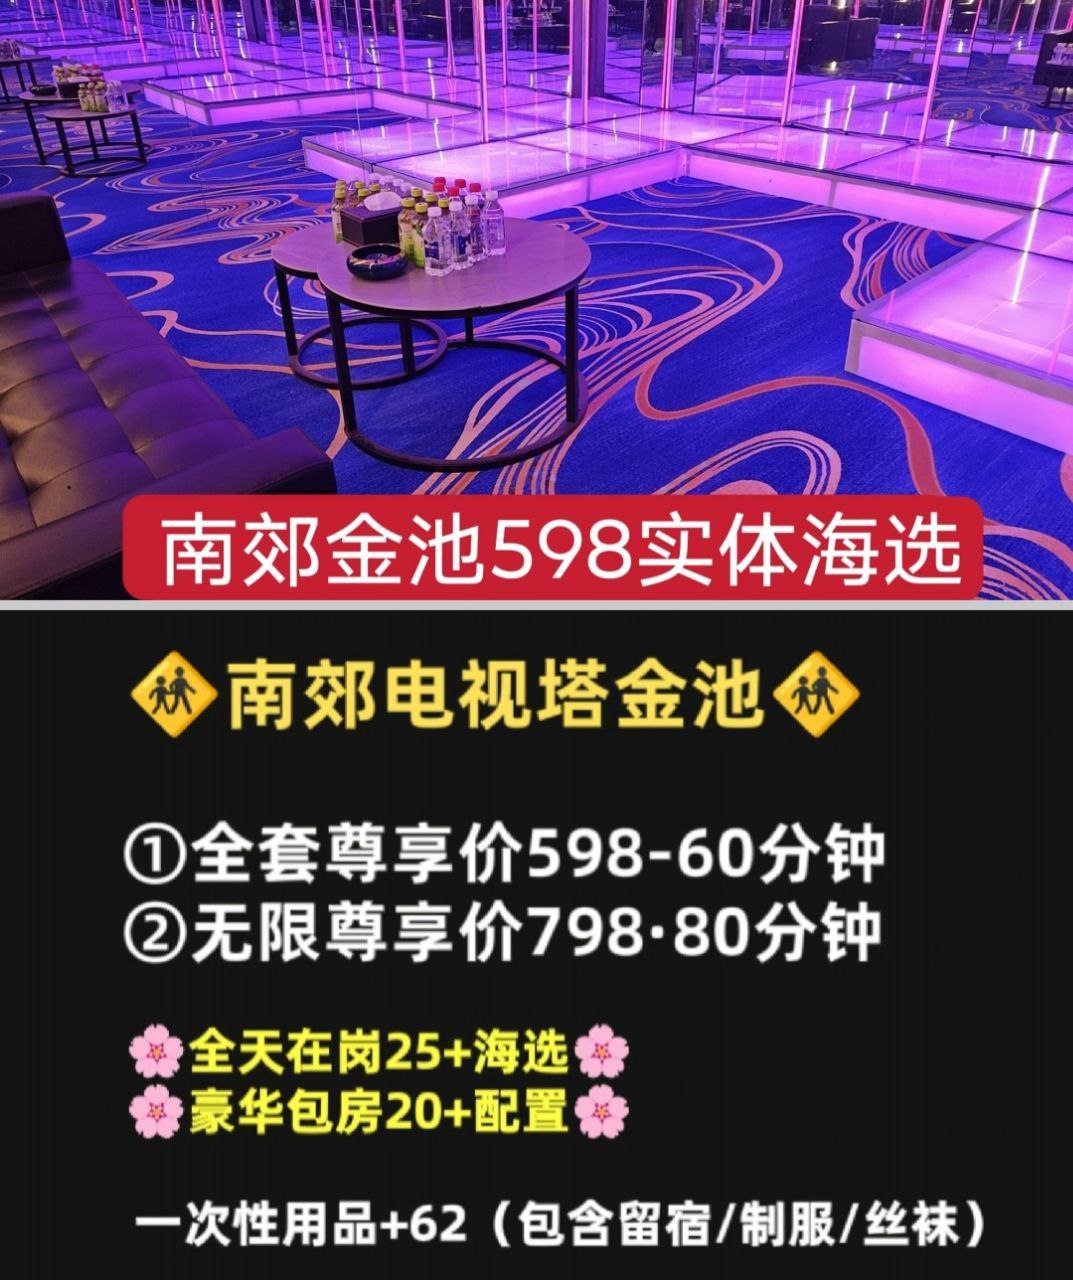 南郊金池598实体海选
南郊电视塔金池
①全套尊享价598-60分钟
②无限尊享价798·80分钟
🌸全天在岗25+海选🌸
🌸豪华包房20+配置🌸
一次性用品+62（包含留宿/制服/丝袜）